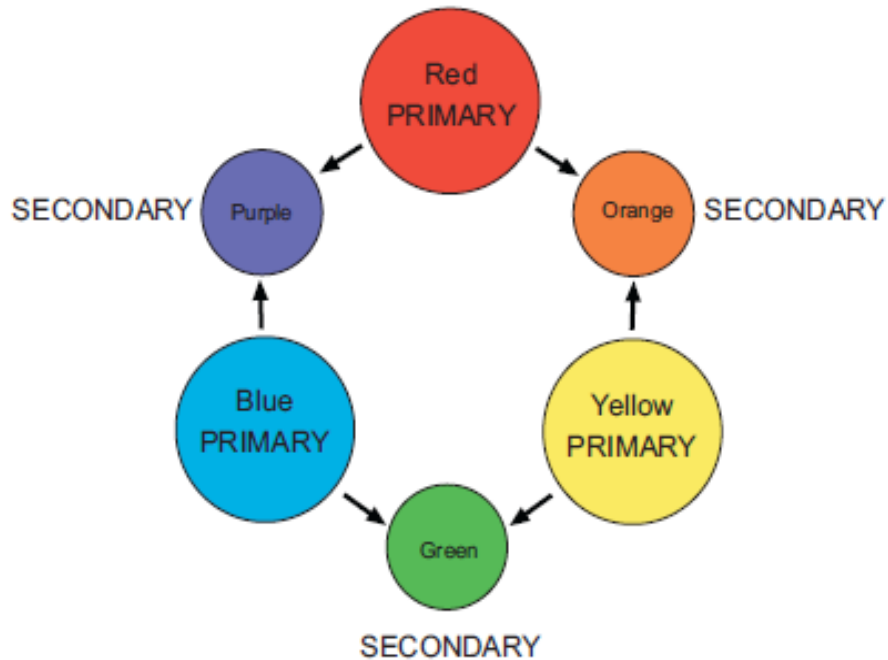 Red
PRIMARY
SECONDARY
Purple
Orange
SECONDARY
Blue
PRIMARY
Yellow
PRIMARY
Green
SECONDARY